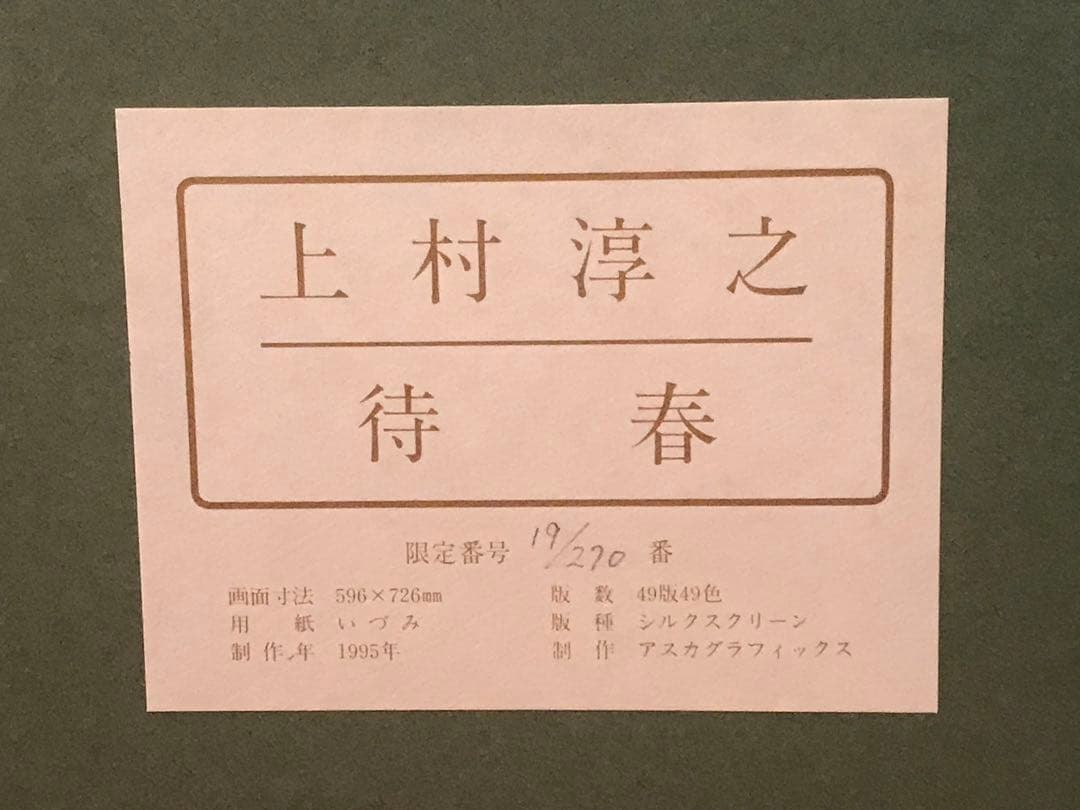 上村淳之
待春
限定番号 19/270 番
画面寸法 596×726㎜ 版数 49版49色
用紙 いづみ 版種 シルクスクリーン
制作年 1995年 制作 アスカグラフィックス